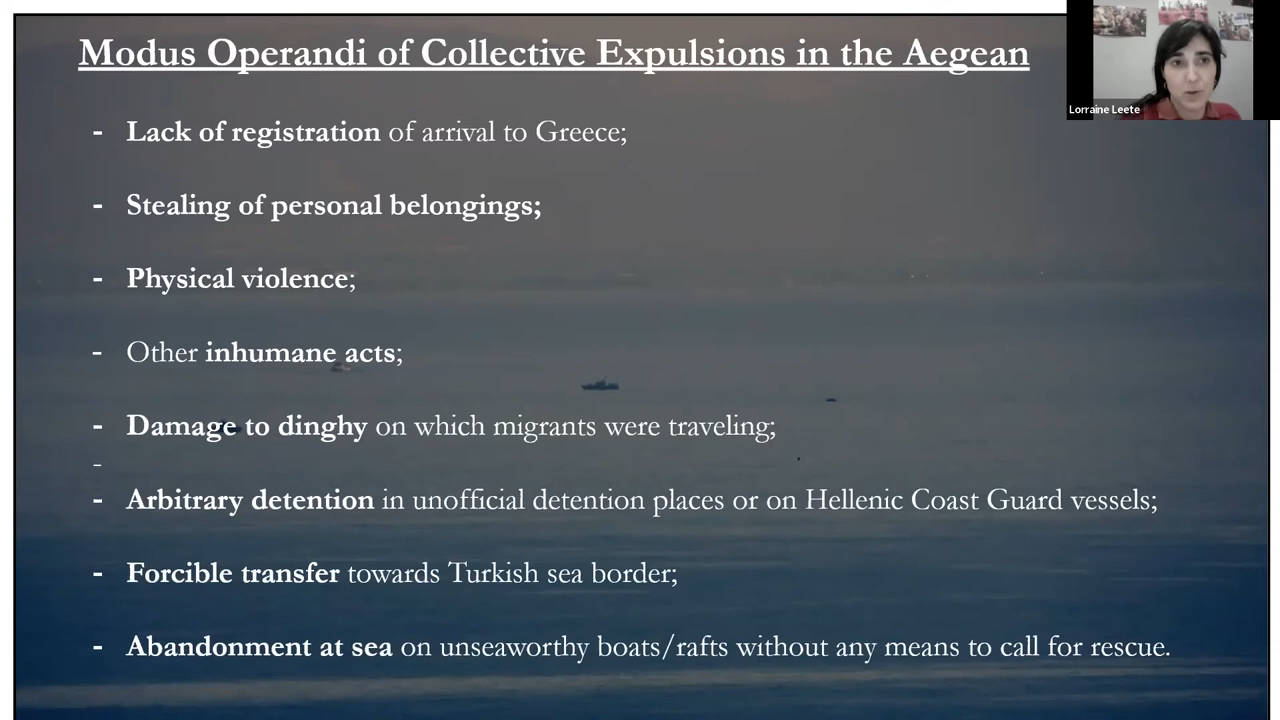 Modus Operandi of Collective Expulsions in the Aegean
Lorraine Leete
- Lack of registration of arrival to Greece;
- Stealing of personal belongings;
- Physical violence;
- Other inhumane acts;
- Damage to dinghy on which migrants were traveling;
-
- Arbitrary detention in unofficial detention places or on Hellenic Coast Guard vessels;
- Forcible transfer towards Turkish sea border;
- Abandonment at sea on unseaworthy boats/rafts without any means to call for rescue.